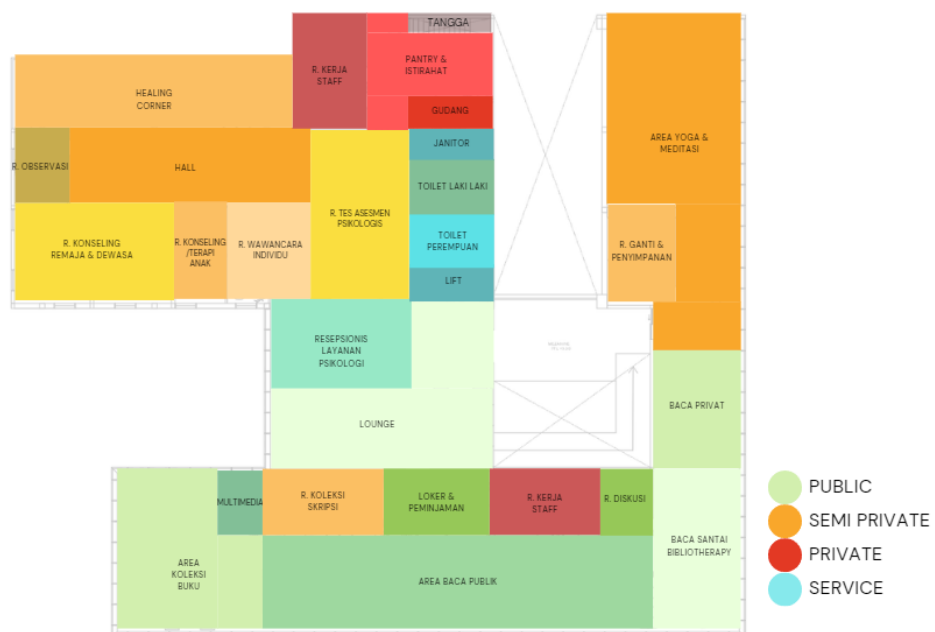 TANGGA
R. KERJA
STAFF
PANTRY &
ISTIRAHAT
HEALING
CORNER
GUDANG
AREA YOGA &
MEDITASI
JANITOR
R. OBSERVASI
HALL
TOILET LAKI LAKI
R. TES ASESMEN
PSIKOLOGIS
R. KONSELING
REMAJA & DEWASA
R. KONSELING
/TERAPI
ANAK
R. WAWANCARA
INDIVIDU
TOILET
PEREMPUAN
R. GANTI &
PENYIMPANAN
LIFT
RESEPSIONIS
LAYANAN
PSIKOLOGI
LOUNGE
BACA PRIVAT
MULTIMEDIA
R. KOLEKSI
SKRIPSI
LOKER &
PEMINJAMAN
R. KERJA
STAFF
R. DISKUSI
BACA SANTAI
BIBLIOTHERAPY
AREA
KOLEKSI
BUKU
AREA BACA PUBLIK
PUBLIC
SEMI PRIVATE
PRIVATE
SERVICE